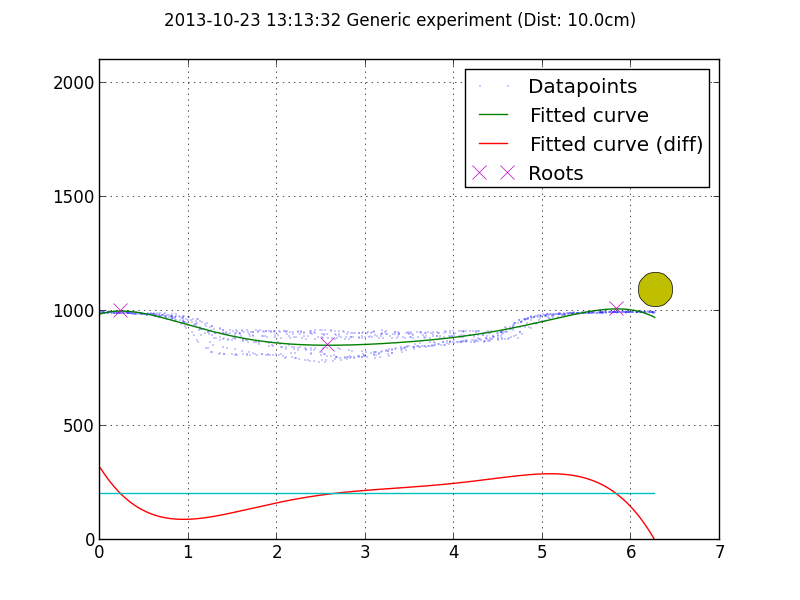 2013-10-23 13:13:32 Generic experiment (Dist: 10.0cm)
2000
1500
1000
500
0
Datapoints
Fitted curve
Fitted curve (diff)
Roots
0 1 2 3 4 5 6 7